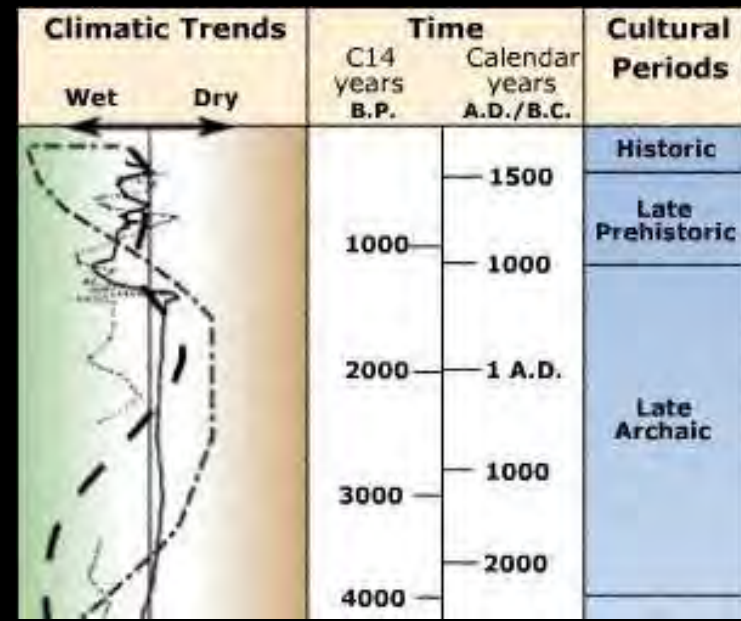 Climatic Trends
Wet
Dry
Time
C14
years
B.P.
Calendar
years
A.D./B.C.
Cultural
Periods
Historic
1500
Late
Prehistoric
1000
1000
2000
1 A.D.
Late
Archaic
1000
3000
2000
4000